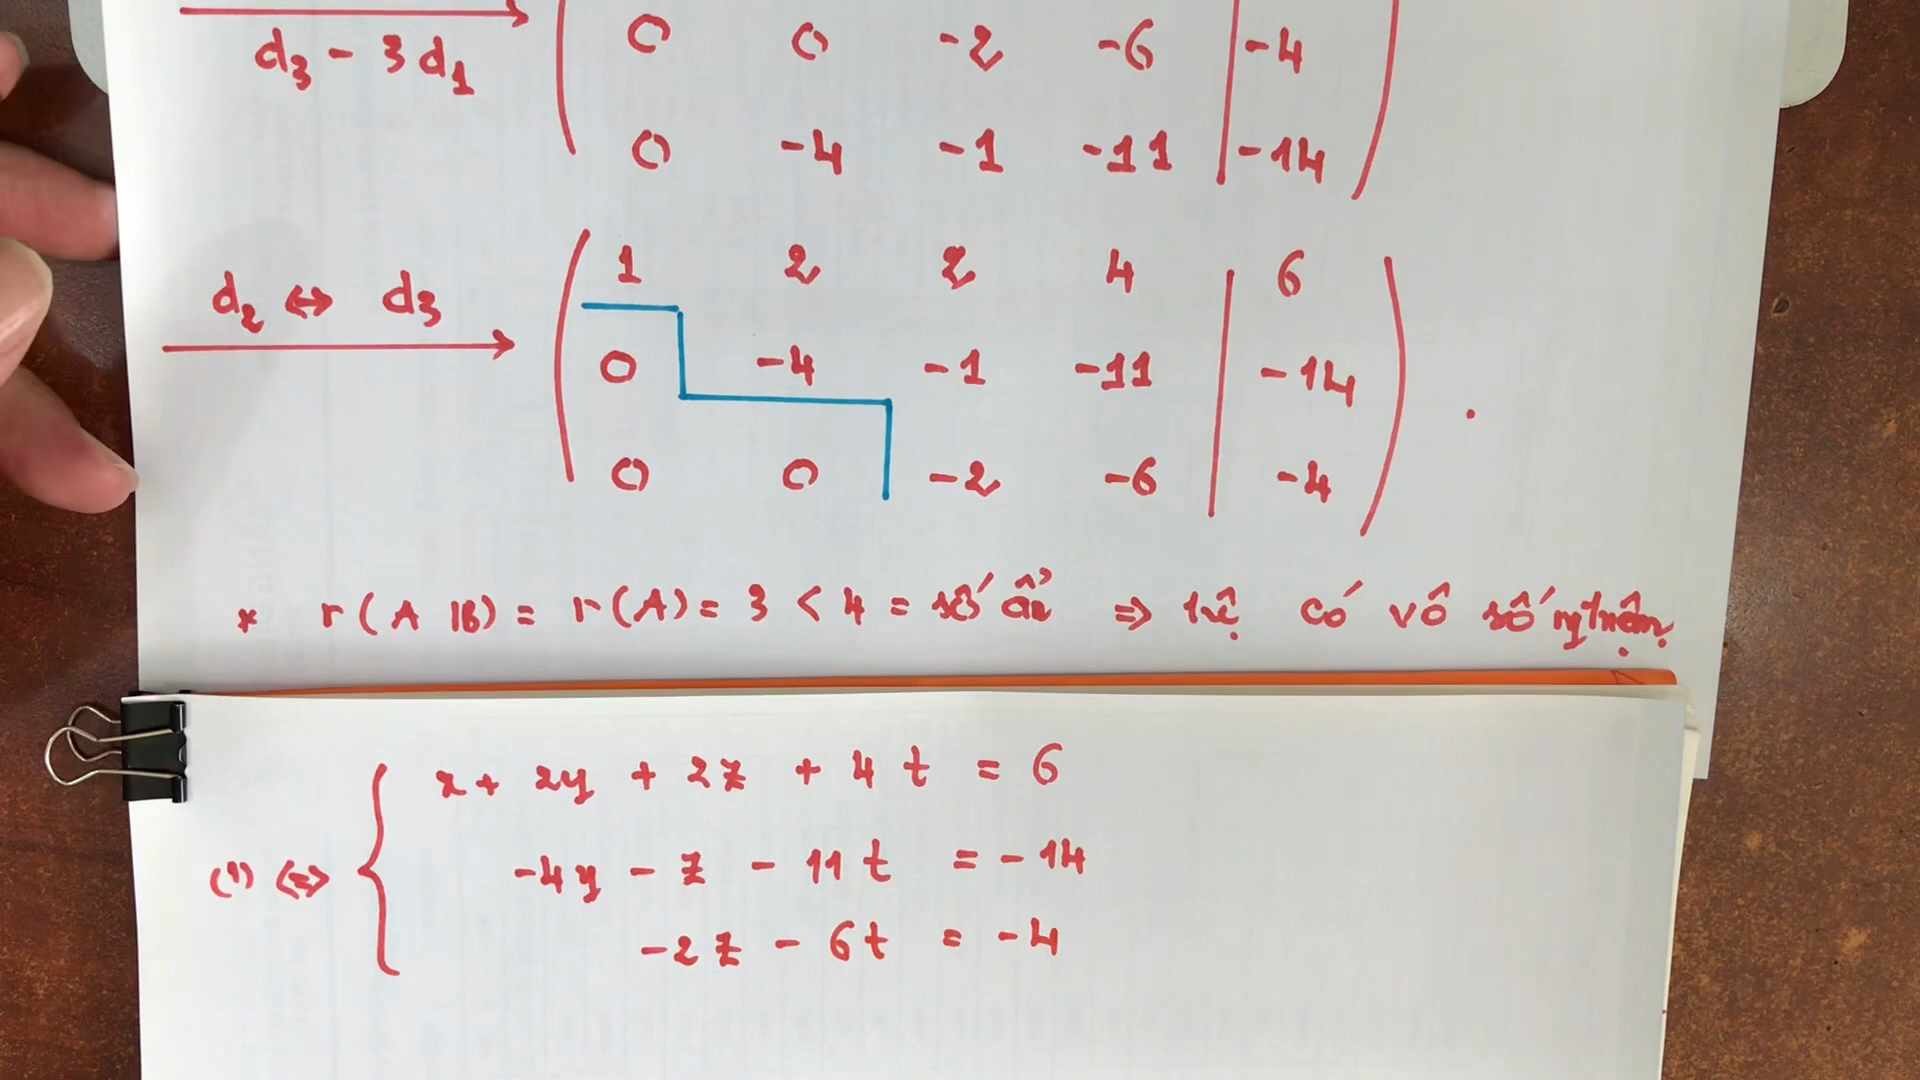 d3 - 3d1
0 0 -2 -6 | -4
0 -4 -1 -11 | -14
d2 ↔ d3
1 2 2 4 | 6
0 -4 -1 -11 | -14
0 0 -2 -6 | -4
.
* r(A|B) = r(A) = 3 < 4 = số ẩn ⇒ hệ có vô số nghiệm.
x + 2y + 2z + 4t = 6
(1) ⇔ { -4y - z - 11t = -14
-2z - 6t = -4